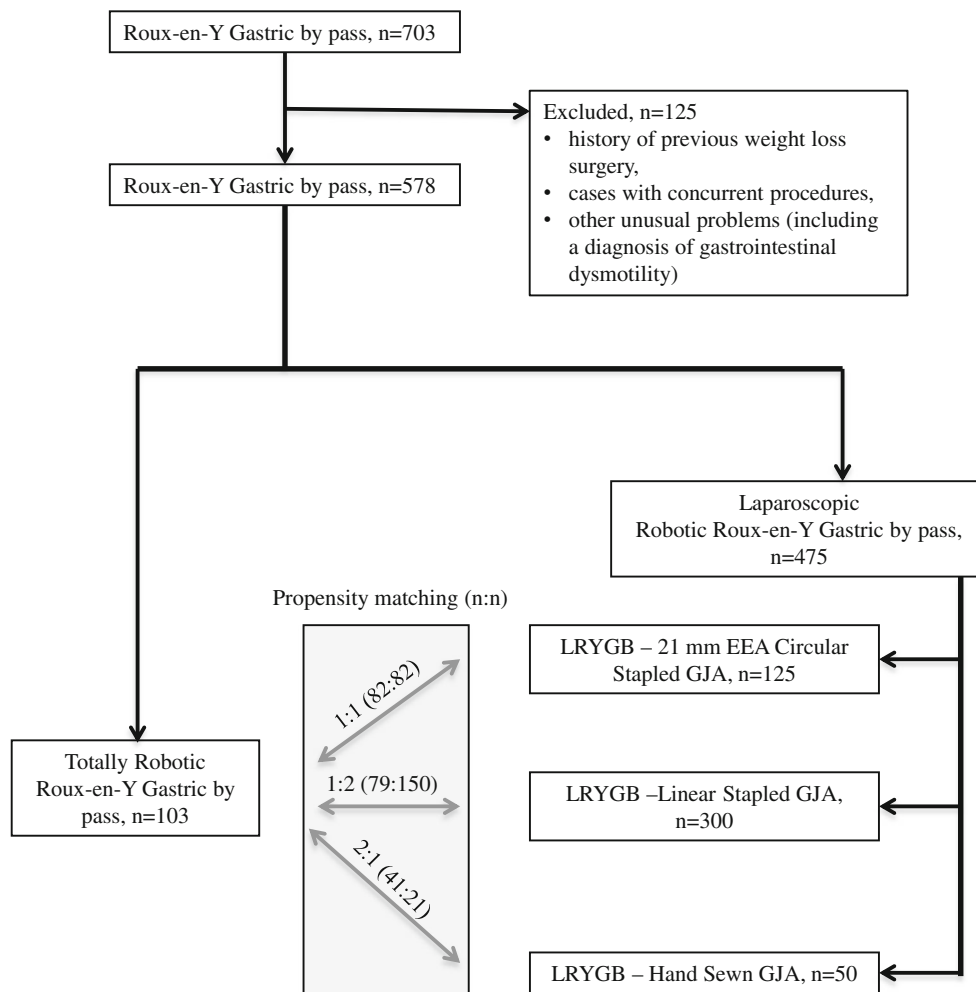 Roux-en-Y Gastric by pass, n=703
Excluded, n=125
• history of previous weight loss
surgery,
• cases with concurrent procedures,
• other unusual problems (including
a diagnosis of gastrointestinal
dysmotility)
Roux-en-Y Gastric by pass, n=578
Laparoscopic
Robotic Roux-en-Y Gastric by pass,
n=475
Propensity matching (n:n)
LRYGB – 21 mm EEA Circular
Stapled GJA, n=125
1:1 (82:82)
Totally Robotic
Roux-en-Y Gastric by
pass, n=103
1:2 (79:150)
LRYGB –Linear Stapled GJA,
n=300
2:1 (41:21)
LRYGB – Hand Sewn GJA, n=50